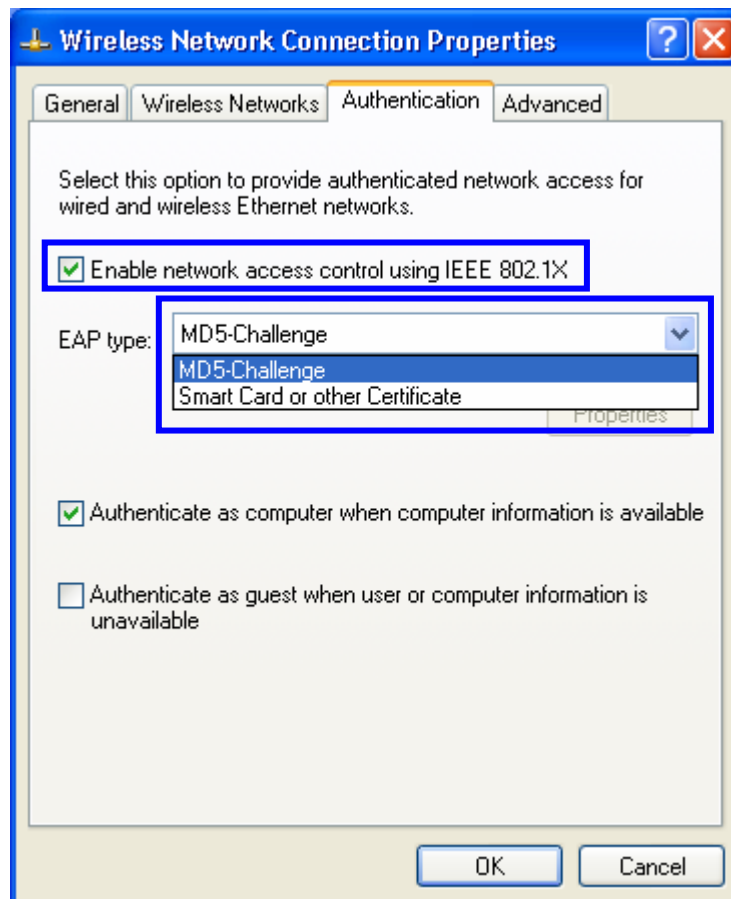 Wireless Network Connection Properties
General Wireless Networks Authentication Advanced
Select this option to provide authenticated network access for
wired and wireless Ethernet networks.
Enable network access control using IEEE 802.1X
EAP type: MD5-Challenge
MD5-Challenge
Smart Card or other Certificate
Properties
Authenticate as computer when computer information is available
Authenticate as guest when user or computer information is
unavailable
OK Cancel